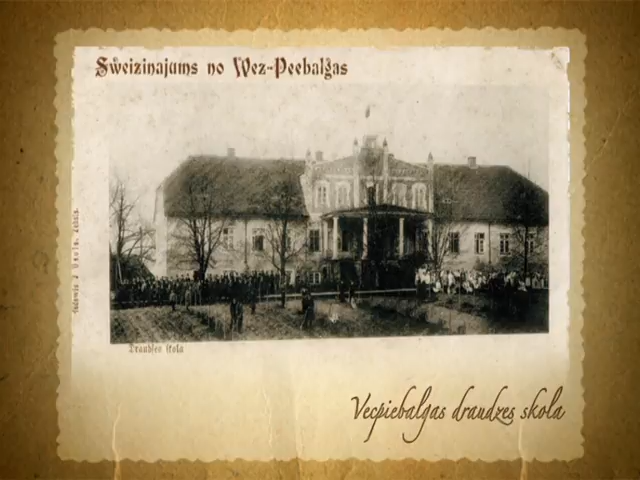 Sweizinajums no Wez-Peebalgas
Draudses skola
Vecpiebalgas draudzes skola